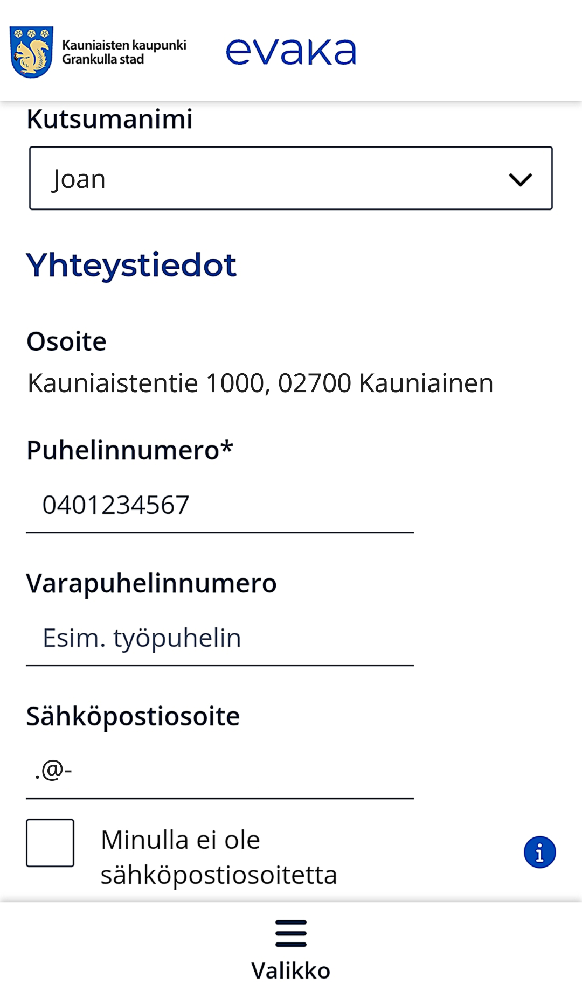 Kauniaisten kaupunki
Grankulla stad
evaka
Kutsumanimi
Joan
Yhteystiedot
Osoite
Kauniaistentie 1000, 02700 Kauniainen
Puhelinnumero*
0401234567
Varapuhelinnumero
Esim. työpuhelin
Sähköpostiosoite
.@-
Minulla ei ole
sähköpostiosoitetta
Valikko